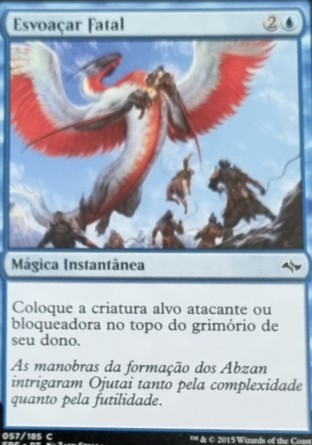 Esvoaçar Fatal 2
Mágica Instantânea
Coloque a criatura alvo atacante ou
bloqueadora no topo do grimório de
seu dono.
As manobras da formação dos Abzan
intrigaram Ojutai tanto pela complexidade
quanto pela futilidade.
057/185 C
™ & © 2015 Wizards of the Coast